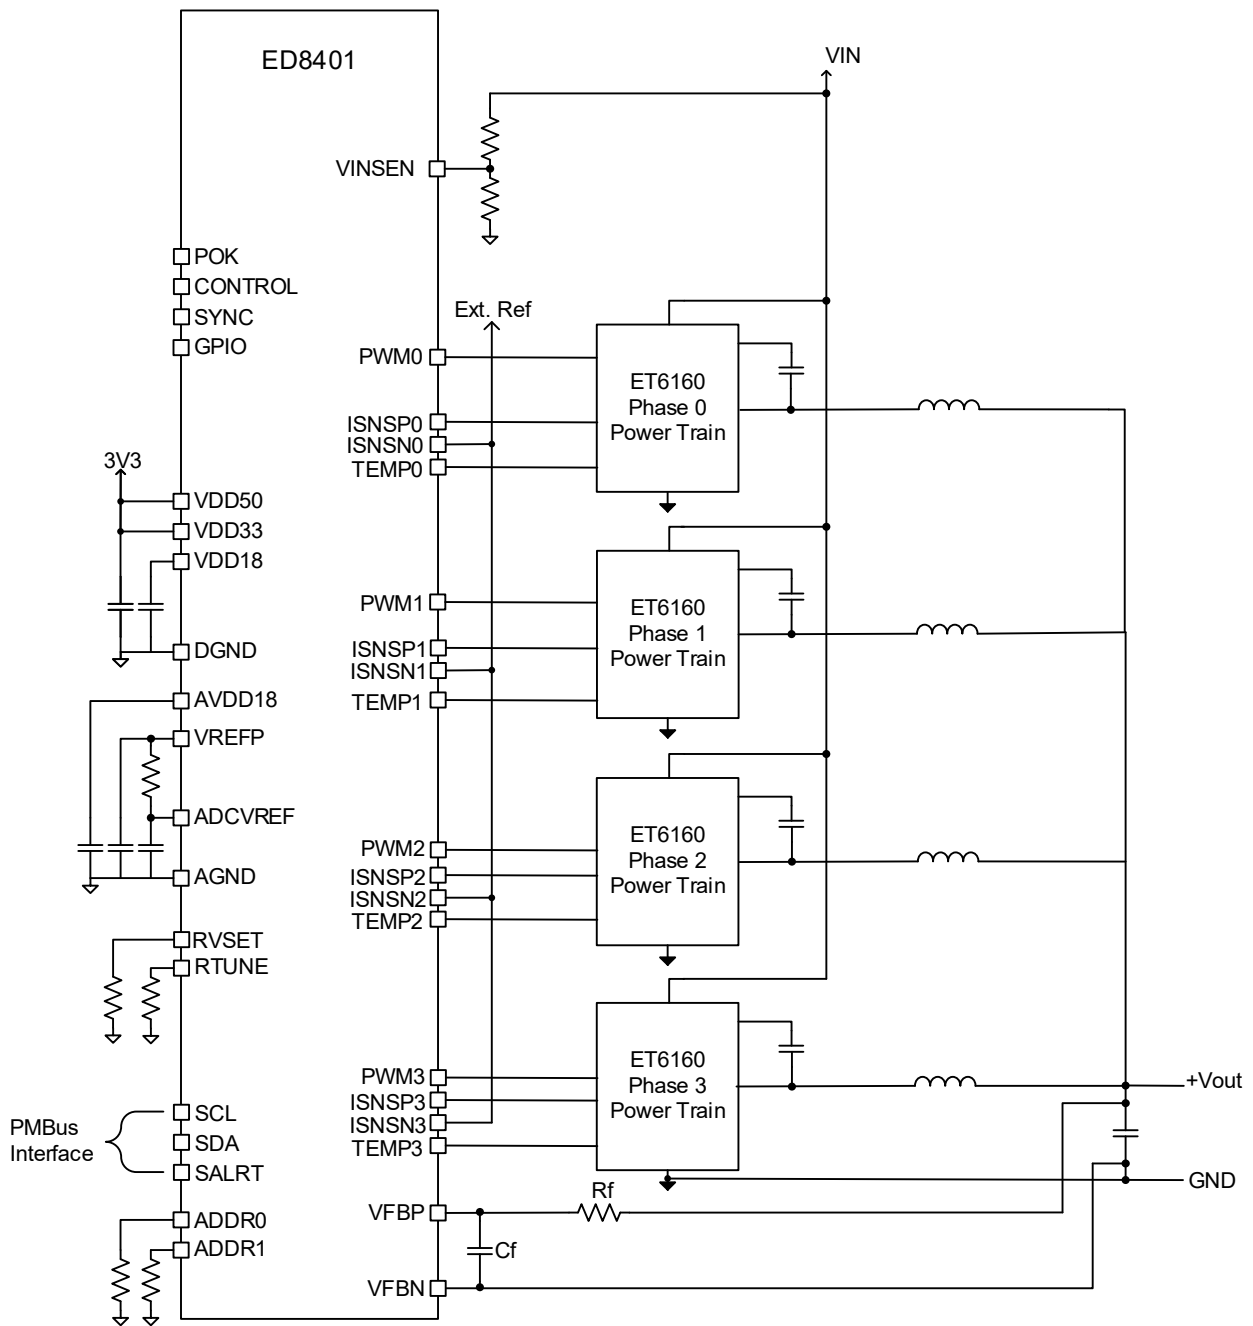 ED8401
VIN
VINSEN
POK
CONTROL
SYNC
GPIO
Ext. Ref
PWM0
ISNSP0
ISNSN0
TEMP0
ET6160
Phase 0
Power Train
3V3
VDD50
VDD33
VDD18
DGND
PWM1
ISNSP1
ISNSN1
TEMP1
ET6160
Phase 1
Power Train
AVDD18
VREFP
ADCVREF
AGND
PWM2
ISNSP2
ISNSN2
TEMP2
ET6160
Phase 2
Power Train
RVSET
RTUNE
PWM3
ISNSP3
ISNSN3
TEMP3
ET6160
Phase 3
Power Train
+Vout
GND
PMBus
Interface
SCL
SDA
SALRT
ADDR0
ADDR1
VFBP
Rf
Cf
VFBN